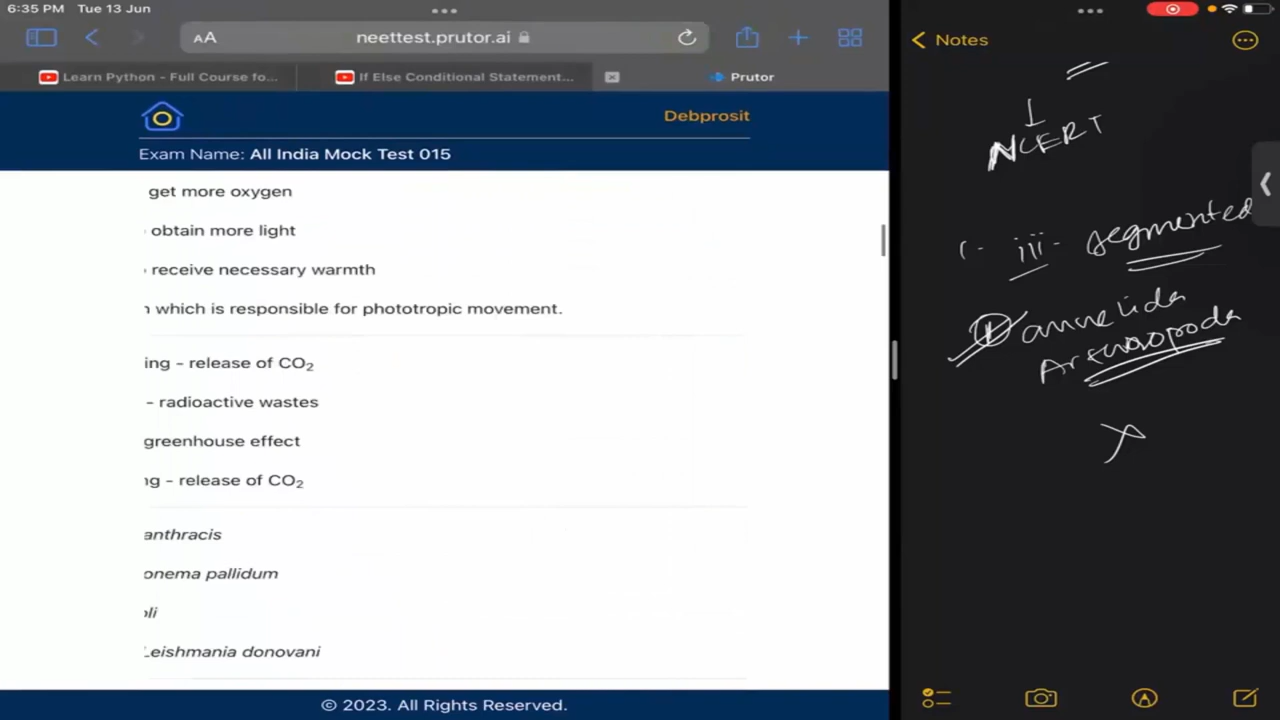 6:35 PM Tue 13 Jun
AA neettest.prutor.ai
Learn Python - Full Course fo...
If Else Conditional Statement...
Prutor
Debprosit
Exam Name: All India Mock Test 015
get more oxygen
obtain more light
receive necessary warmth
which is responsible for phototropic movement.
ing – release of CO₂
– radioactive wastes
greenhouse effect
ng – release of CO₂
anthracis
onema pallidum
oli
Leishmania donovani
© 2023. All Rights Reserved.
Notes
NCERT
iii- segmented
annelida
Arthropoda